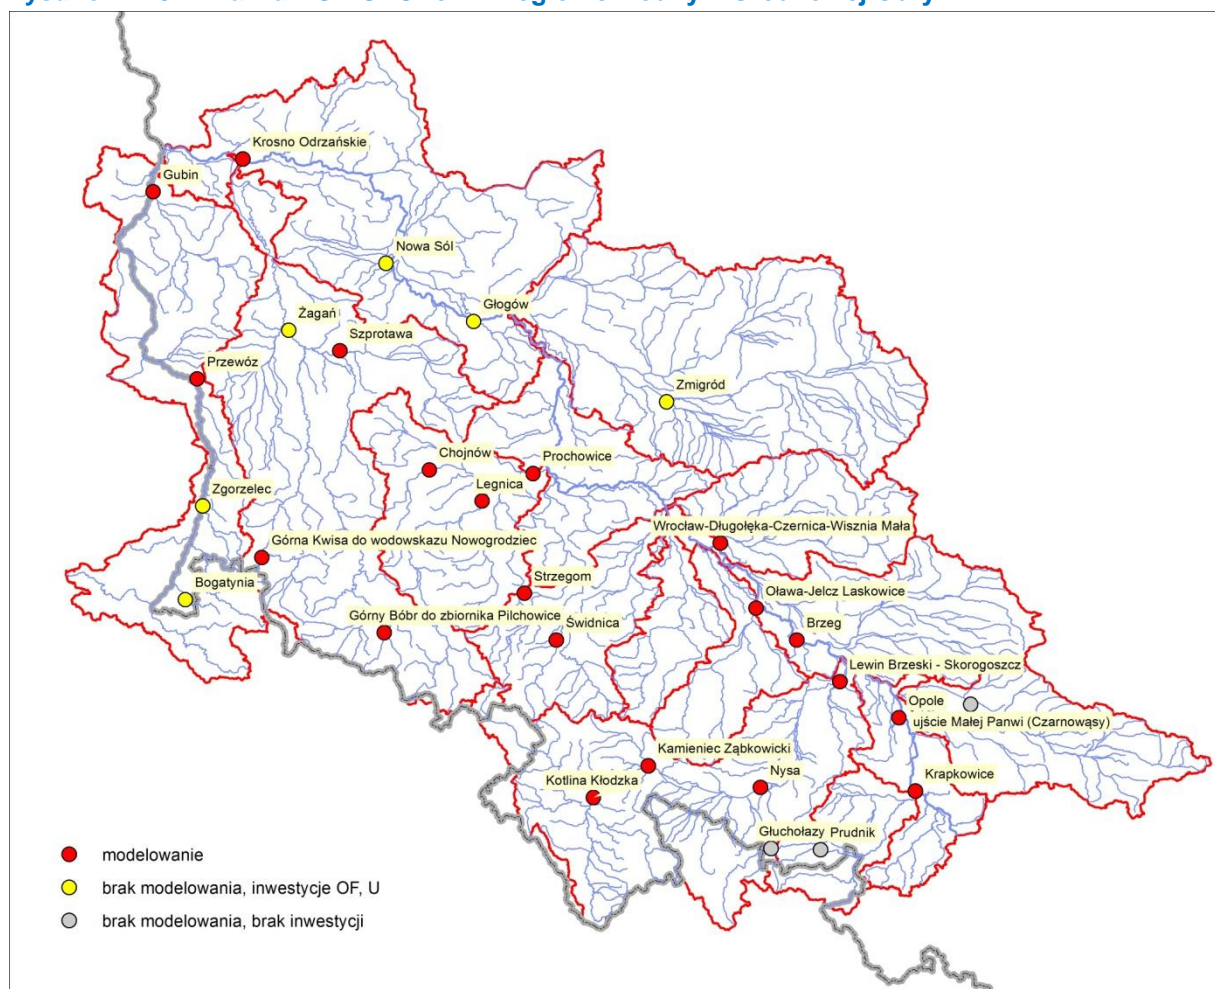 Krosno Odrzańskie
Gubin
Nowa Sól
Głogów
Żagań
Szprotawa
Przewóz
Zmigród
Chojnów
Prochowice
Legnica
Zgorzelec
Wrocław-Długołęka-Czernica-Wisznia Mała
Górna Kwisa do wodowskazu Nowogrodziec
Strzegom
Bogatynia
Oława-Jelcz Laskowice
Górny Bóbr do zbiornika Pilchowice
Świdnica
Brzeg
Lewin Brzeski - Skorogoszcz
Opole
ujście Małej Panwi (Czarnowąsy)
Kamieniec Ząbkowicki
Nysa
Kotlina Kłodzka
Krapkowice
Głuchołazy
Prudnik
modelowanie
brak modelowania, inwestycje OF, U
brak modelowania, brak inwestycji